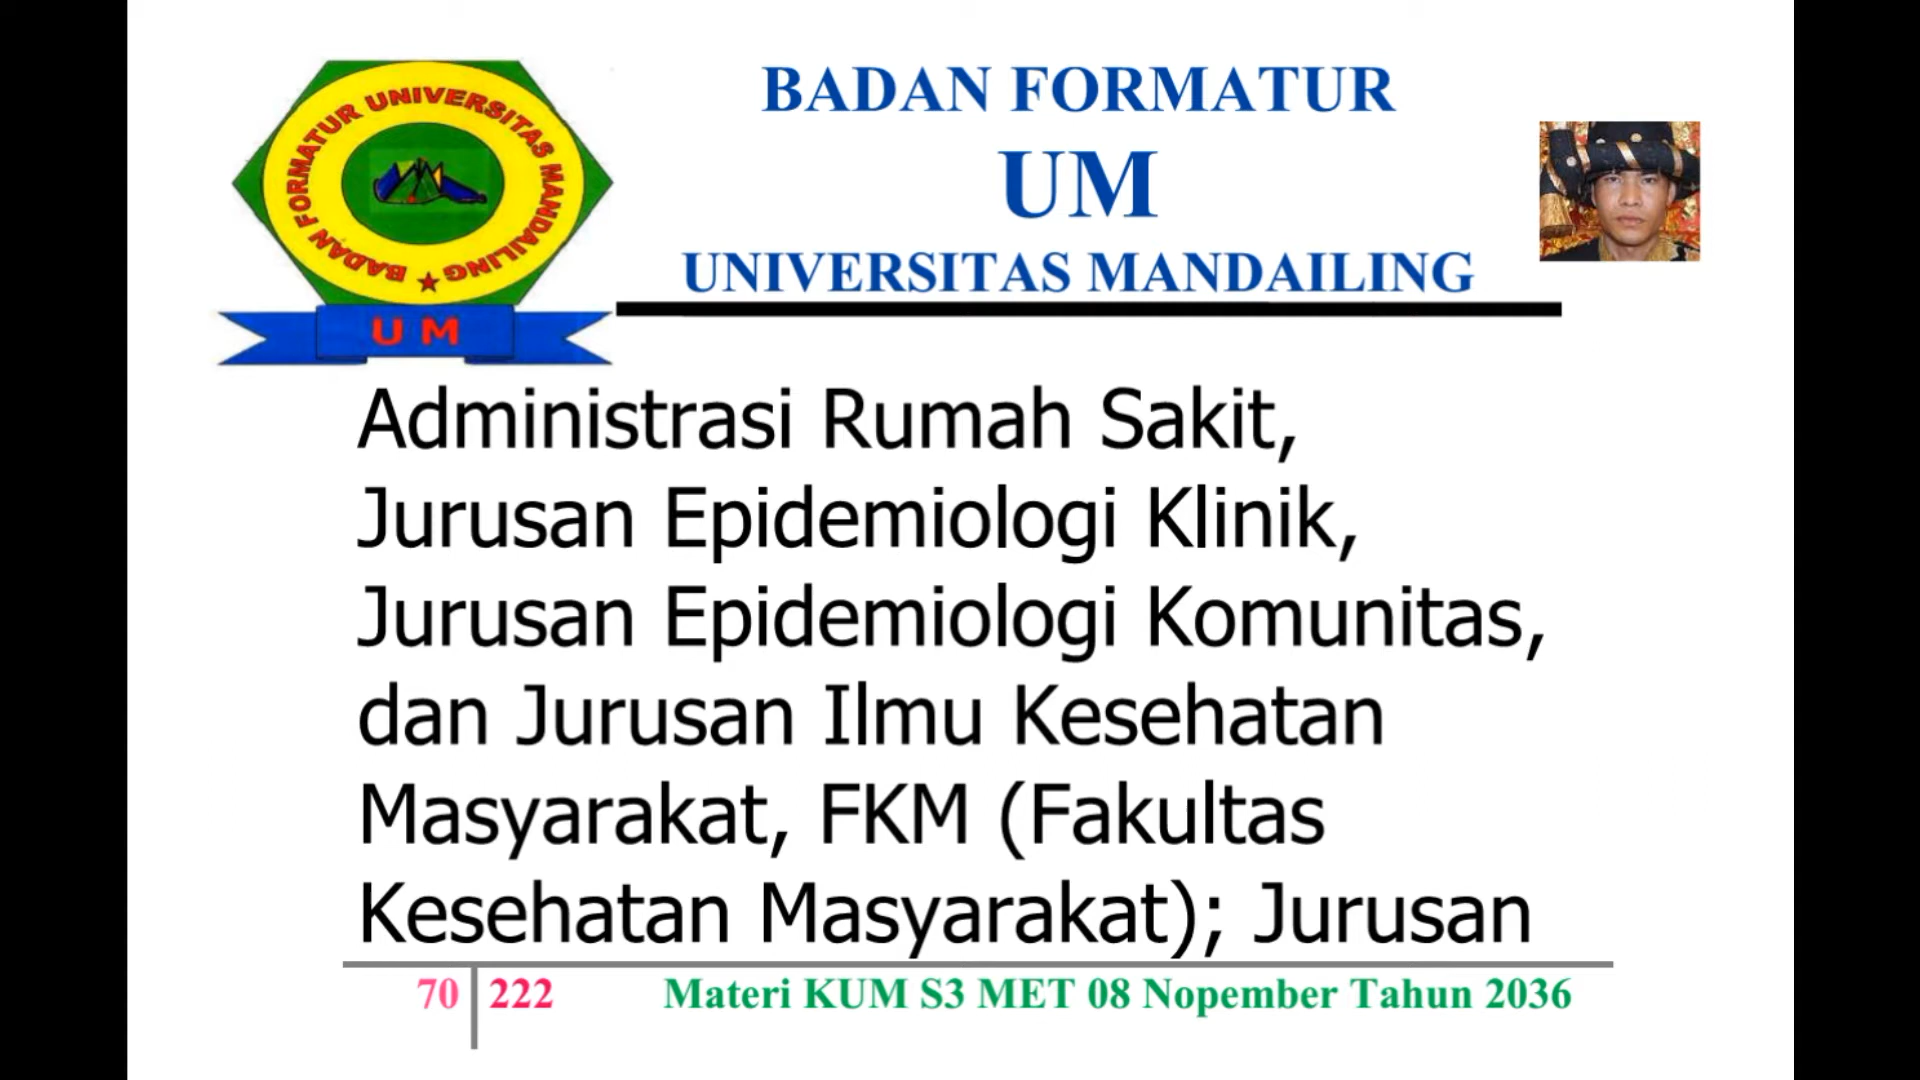 BADAN FORMATUR UNIVERSITAS MANDAILING
U M
BADAN FORMATUR
UM
UNIVERSITAS MANDAILING
Administrasi Rumah Sakit,
Jurusan Epidemiologi Klinik,
Jurusan Epidemiologi Komunitas,
dan Jurusan Ilmu Kesehatan
Masyarakat, FKM (Fakultas
Kesehatan Masyarakat); Jurusan
70 222 Materi KUM S3 MET 08 Nopember Tahun 2036